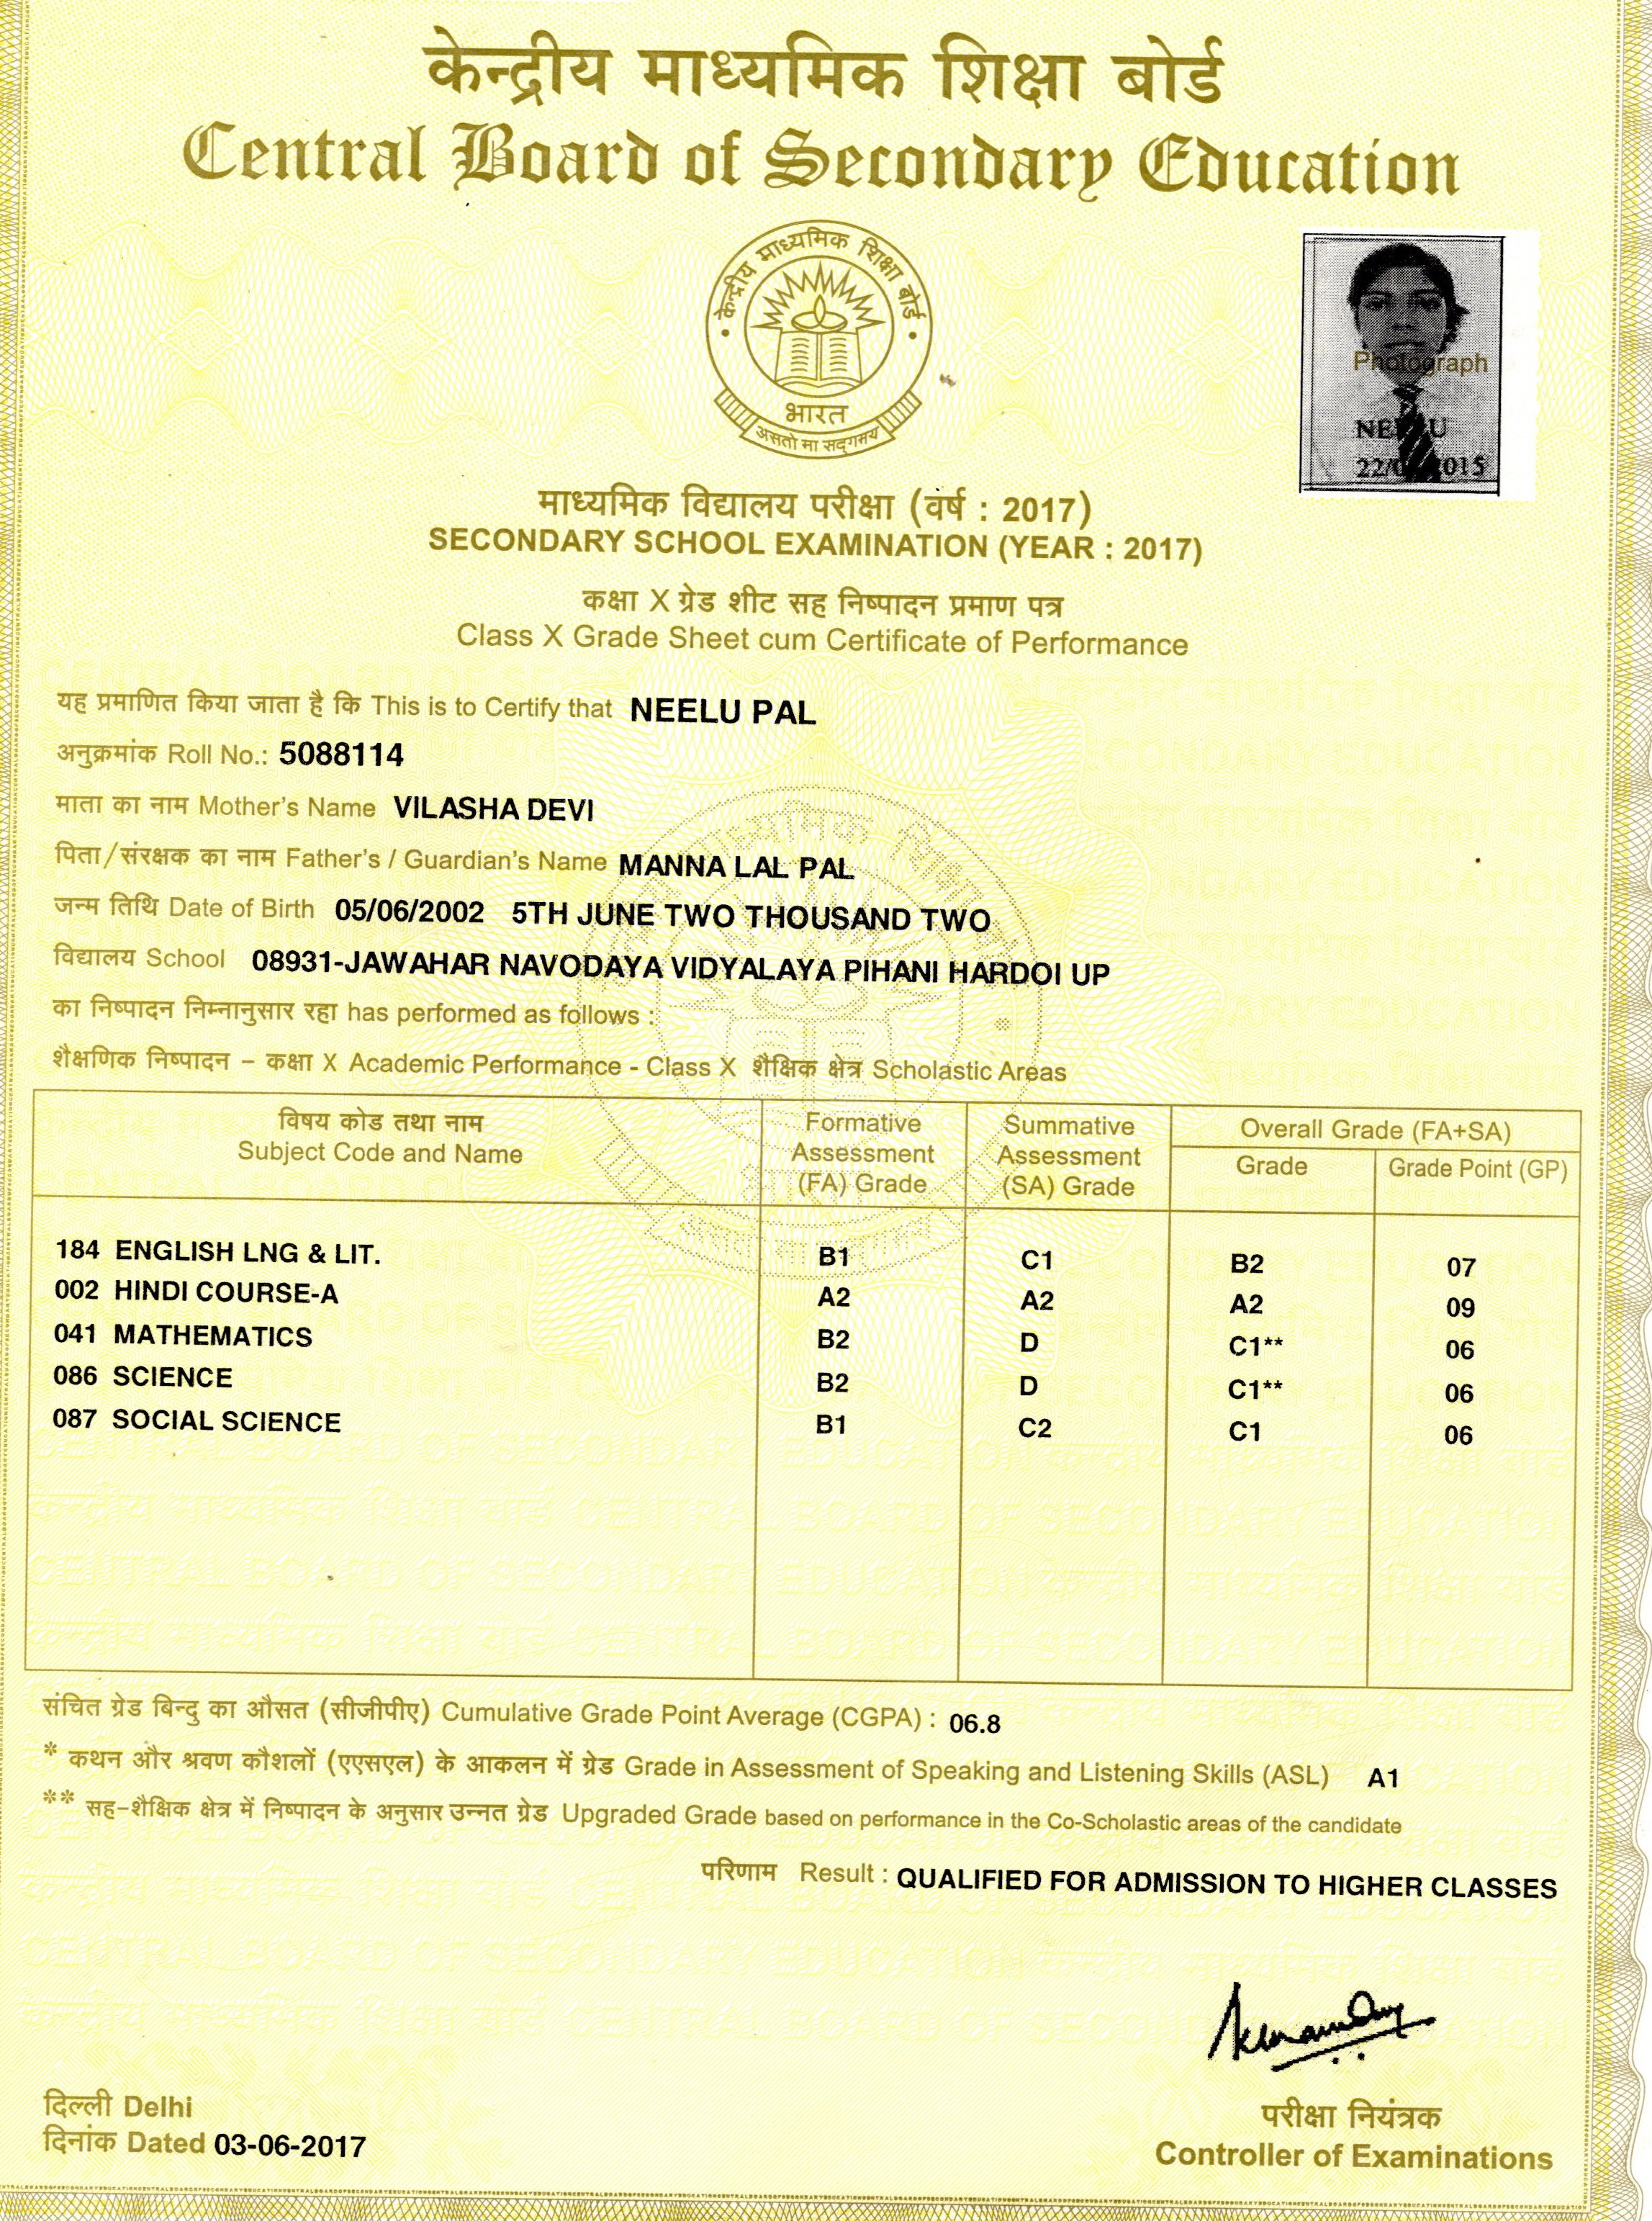 केन्द्रीय माध्यमिक शिक्षा बोर्ड
Central Board of Secondary Education
केन्द्रीय माध्यमिक शिक्षा बोर्ड
भारत
असतो मा सद्गमय
Photograph
22/0 015
माध्यमिक विद्यालय परीक्षा (वर्ष : 2017)
SECONDARY SCHOOL EXAMINATION (YEAR : 2017)
कक्षा X ग्रेड शीट सह निष्पादन प्रमाण पत्र
Class X Grade Sheet cum Certificate of Performance
यह प्रमाणित किया जाता है कि This is to Certify that NEELU PAL
अनुक्रमांक Roll No.: 5088114
माता का नाम Mother's Name VILASHA DEVI
पिता/संरक्षक का नाम Father's / Guardian's Name MANNA LAL PAL
जन्म तिथि Date of Birth 05/06/2002 5TH JUNE TWO THOUSAND TWO
विद्यालय School 08931-JAWAHAR NAVODAYA VIDYALAYA PIHANI HARDOI UP
का निष्पादन निम्नानुसार रहा has performed as follows :
शैक्षणिक निष्पादन – कक्षा X Academic Performance - Class X शैक्षिक क्षेत्र Scholastic Areas
विषय कोड तथा नाम
Subject Code and Name
Formative
Assessment
(FA) Grade
Summative
Assessment
(SA) Grade
Overall Grade (FA+SA)
Grade Grade Point (GP)
184 ENGLISH LNG & LIT. B1 C1 B2 07
002 HINDI COURSE-A A2 A2 A2 09
041 MATHEMATICS B2 D C1** 06
086 SCIENCE B2 D C1** 06
087 SOCIAL SCIENCE B1 C2 C1 06
संचित ग्रेड बिन्दु का औसत (सीजीपीए) Cumulative Grade Point Average (CGPA) : 06.8
* कथन और श्रवण कौशलों (एएसएल) के आकलन में ग्रेड Grade in Assessment of Speaking and Listening Skills (ASL) A1
** सह-शैक्षिक क्षेत्र में निष्पादन के अनुसार उन्नत ग्रेड Upgraded Grade based on performance in the Co-Scholastic areas of the candidate
परिणाम Result : QUALIFIED FOR ADMISSION TO HIGHER CLASSES
दिल्ली Delhi
दिनांक Dated 03-06-2017
परीक्षा नियंत्रक
Controller of Examinations